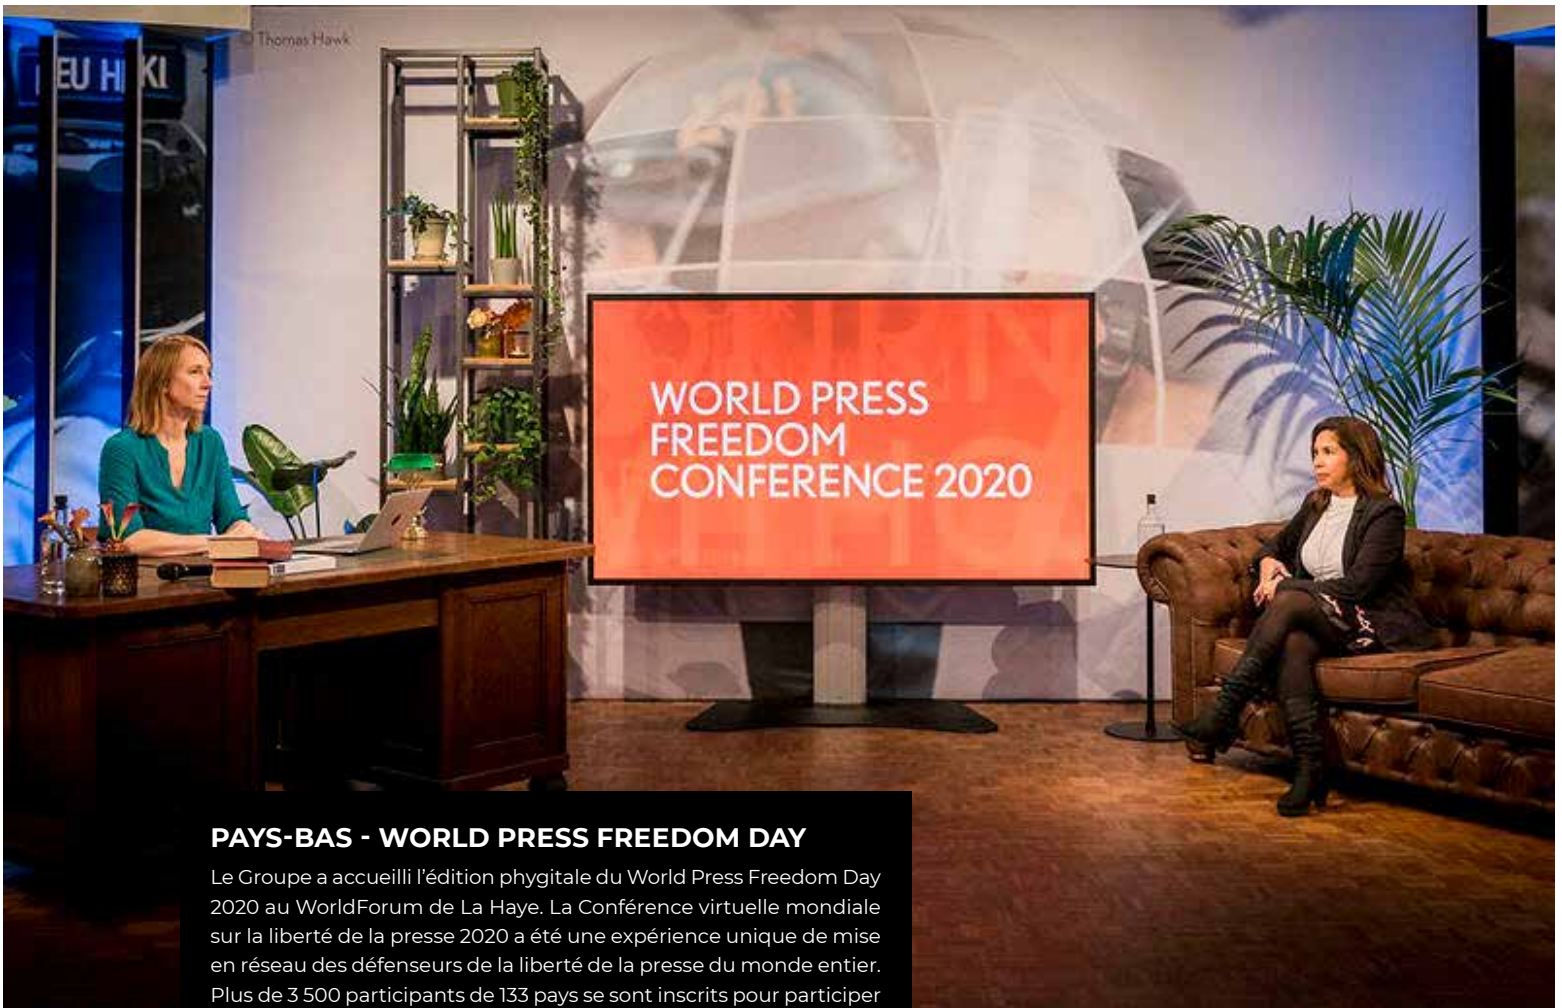 © Thomas Hawk
EU H KI
WORLD PRESS
FREEDOM
CONFERENCE 2020
PAYS-BAS - WORLD PRESS FREEDOM DAY
Le Groupe a accueilli l’édition phygitale du World Press Freedom Day
2020 au WorldForum de La Haye. La Conférence virtuelle mondiale
sur la liberté de la presse 2020 a été une expérience unique de mise
en réseau des défenseurs de la liberté de la presse du monde entier.
Plus de 3 500 participants de 133 pays se sont inscrits pour participer